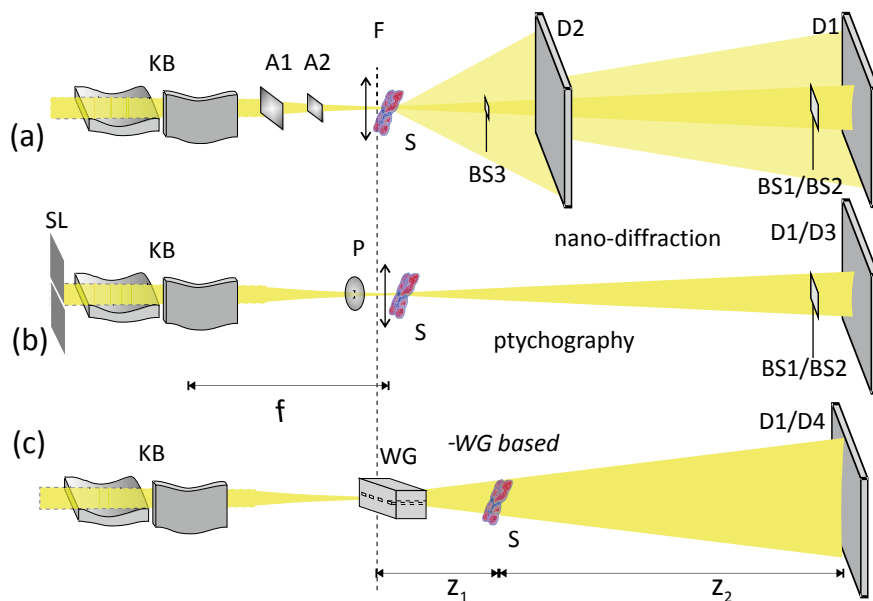 F
D2
D1
KB
A1
A2
(a)
S
BS3
BS1/BS2
SL
nano-diffraction
D1/D3
KB
P
(b)
S
ptychography
BS1/BS2
f
(c)
D1/D4
KB
WG
-WG based
S
z1
z2